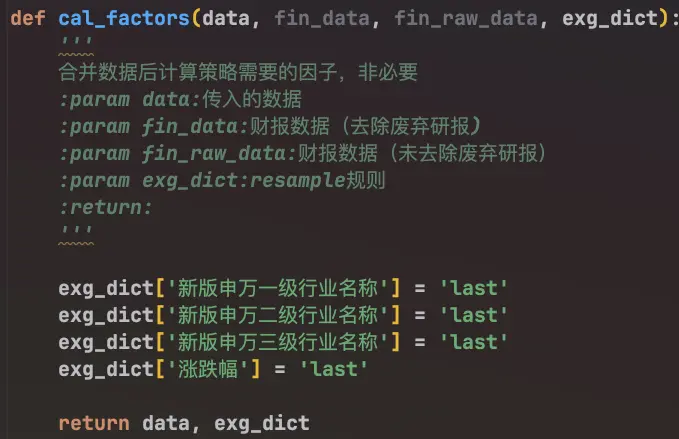 def cal_factors(data, fin_data, fin_raw_data, exg_dict):
'''
合并数据后计算策略需要的因子，非必要
:param data:传入的数据
:param fin_data:财报数据（去除废弃研报)
:param fin_raw_data:财报数据（未去除废弃研报）
:param exg_dict:resample规则
:return:
'''
exg_dict['新版申万一级行业名称'] = 'last'
exg_dict['新版申万二级行业名称'] = 'last'
exg_dict['新版申万三级行业名称'] = 'last'
exg_dict['涨跌幅'] = 'last'
return data, exg_dict